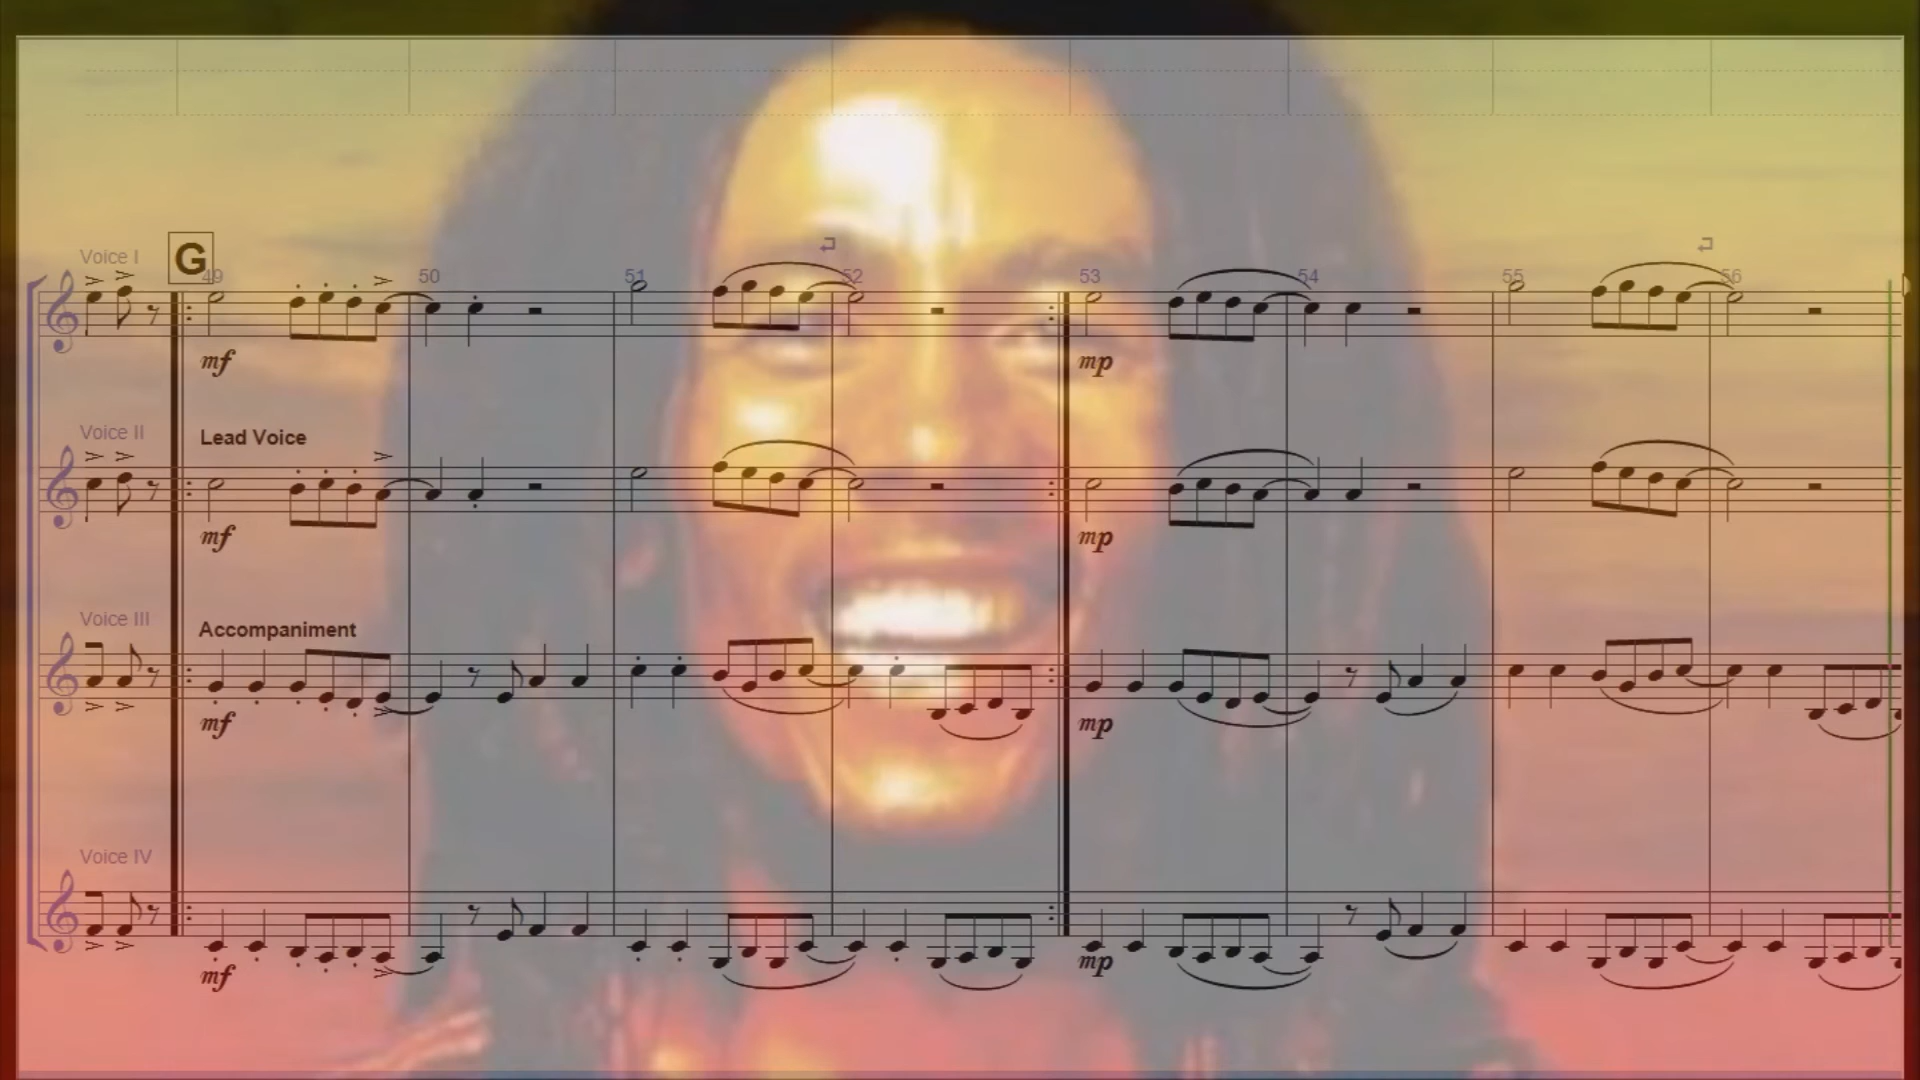 Voice I
G
49 50 51 52 53 54 55 56
mf mp
Voice II
Lead Voice
mf mp
Voice III
Accompaniment
mf mp
Voice IV
mf mp